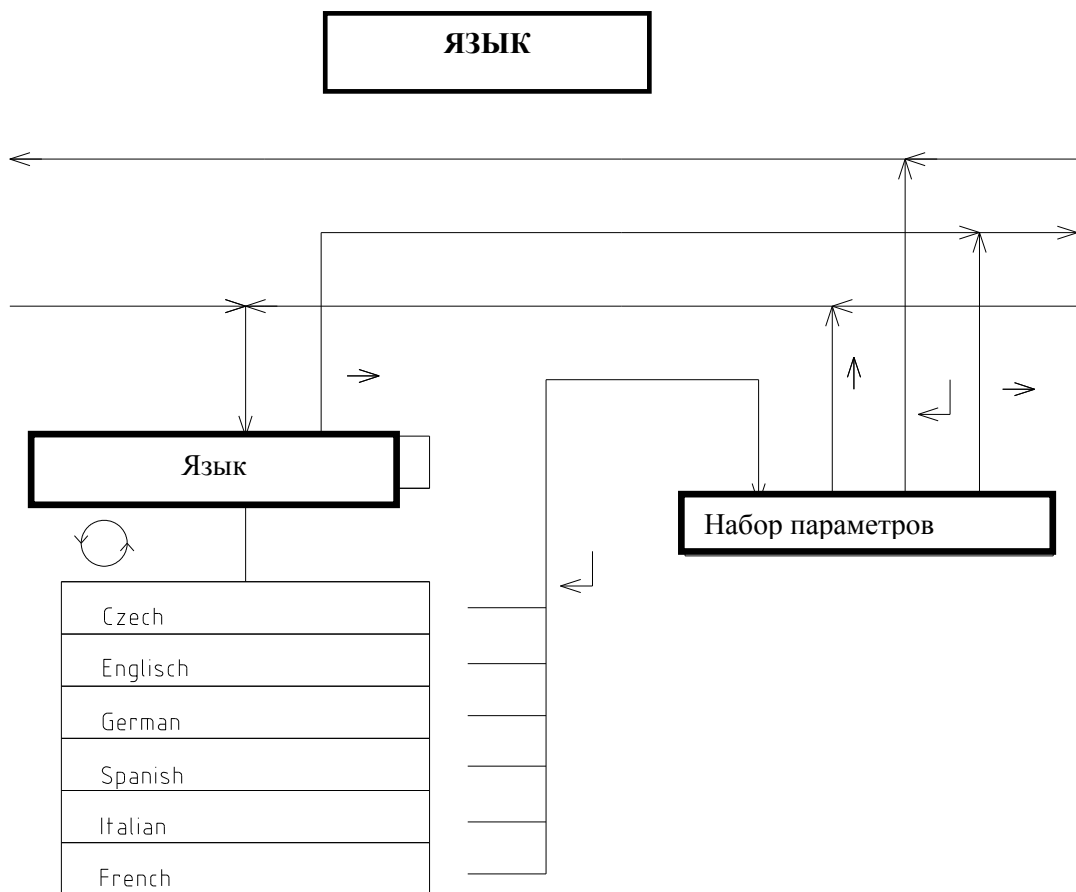 ЯЗЫК
Язык
Набор параметров
Czech
Englisch
German
Spanish
Italian
French